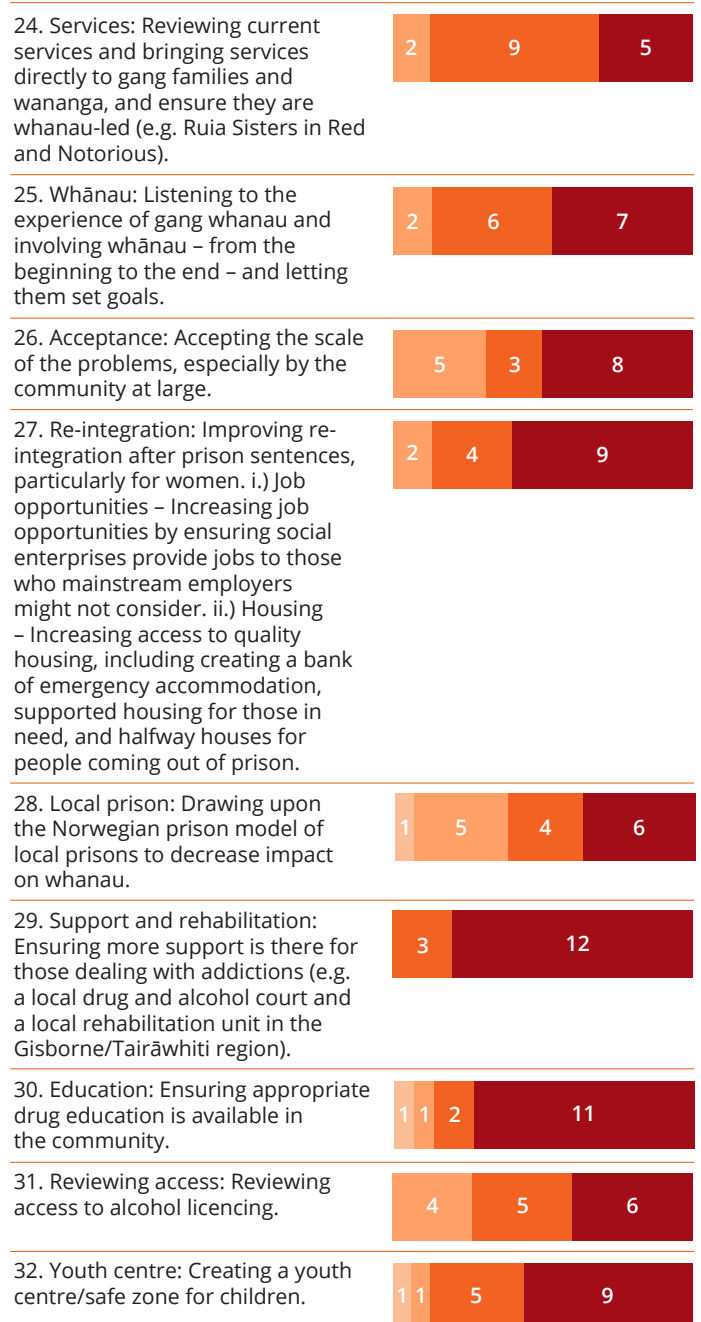 24. Services: Reviewing current
services and bringing services
directly to gang families and
wananga, and ensure they are
whanau-led (e.g. Ruia Sisters in Red
and Notorious).
2 9 5
25. Whānau: Listening to the
experience of gang whanau and
involving whānau – from the
beginning to the end – and letting
them set goals.
2 6 7
26. Acceptance: Accepting the scale
of the problems, especially by the
community at large.
5 3 8
27. Re-integration: Improving re-
integration after prison sentences,
particularly for women. i.) Job
opportunities – Increasing job
opportunities by ensuring social
enterprises provide jobs to those
who mainstream employers
might not consider. ii.) Housing
– Increasing access to quality
housing, including creating a bank
of emergency accommodation,
supported housing for those in
need, and halfway houses for
people coming out of prison.
2 4 9
28. Local prison: Drawing upon
the Norwegian prison model of
local prisons to decrease impact
on whanau.
1 5 4 6
29. Support and rehabilitation:
Ensuring more support is there for
those dealing with addictions (e.g.
a local drug and alcohol court and
a local rehabilitation unit in the
Gisborne/Tairāwhiti region).
3 12
30. Education: Ensuring appropriate
drug education is available in
the community.
1 1 2 11
31. Reviewing access: Reviewing
access to alcohol licencing.
4 5 6
32. Youth centre: Creating a youth
centre/safe zone for children.
1 1 5 9